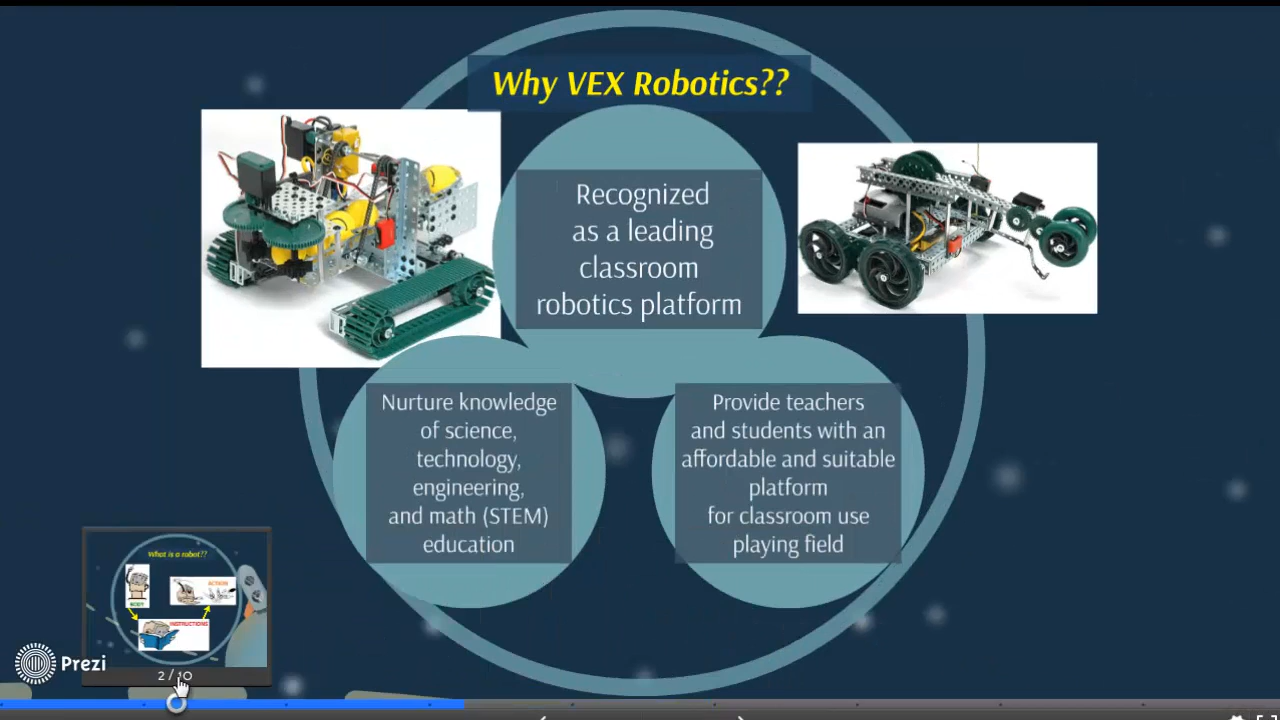 Why VEX Robotics??
Recognized
as a leading
classroom
robotics platform
Nurture knowledge
of science,
technology,
engineering,
and math (STEM)
education
Provide teachers
and students with an
affordable and suitable
platform
for classroom use
playing field
What is a robot??
ACTION
INSTRUCTIONS
Prezi
2 / 10